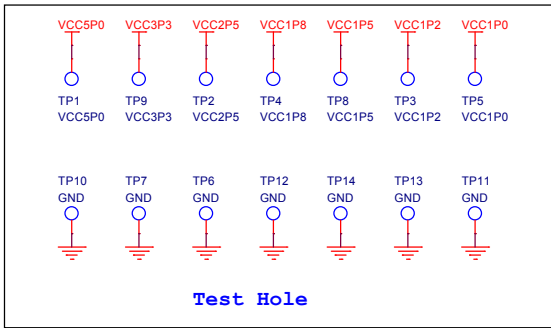 VCC5P0 VCC3P3 VCC2P5 VCC1P8 VCC1P5 VCC1P2 VCC1P0
TP1 TP9 TP2 TP4 TP8 TP3 TP5
VCC5P0 VCC3P3 VCC2P5 VCC1P8 VCC1P5 VCC1P2 VCC1P0
TP10 TP7 TP6 TP12 TP14 TP13 TP11
GND GND GND GND GND GND GND
Test Hole